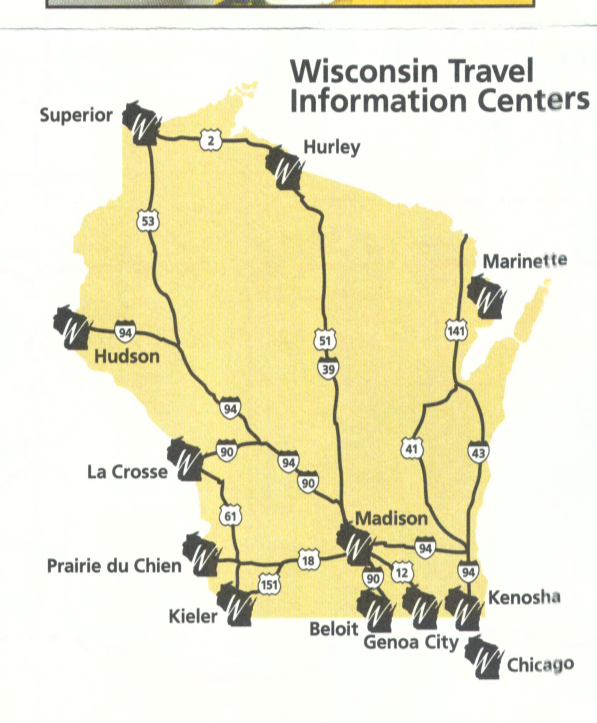 Wisconsin Travel
Information Centers
Superior
2
Hurley
53
Marinette
94
Hudson
51
141
39
94
90
41
43
La Crosse
94
90
61
Madison
94
Prairie du Chien
18
151
90
12
94
Kieler
Kenosha
Beloit
Genoa City
Chicago